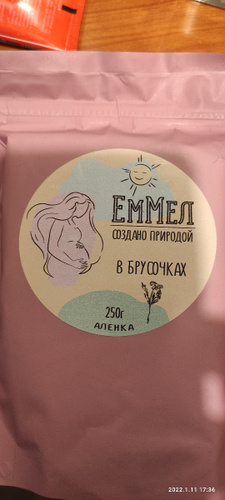 ЕММЕЛ
СОЗДАНО ПРИРОДОЙ
В БРУСОЧКАХ
250г
АЛЕНКА
2022.1.11 17:36